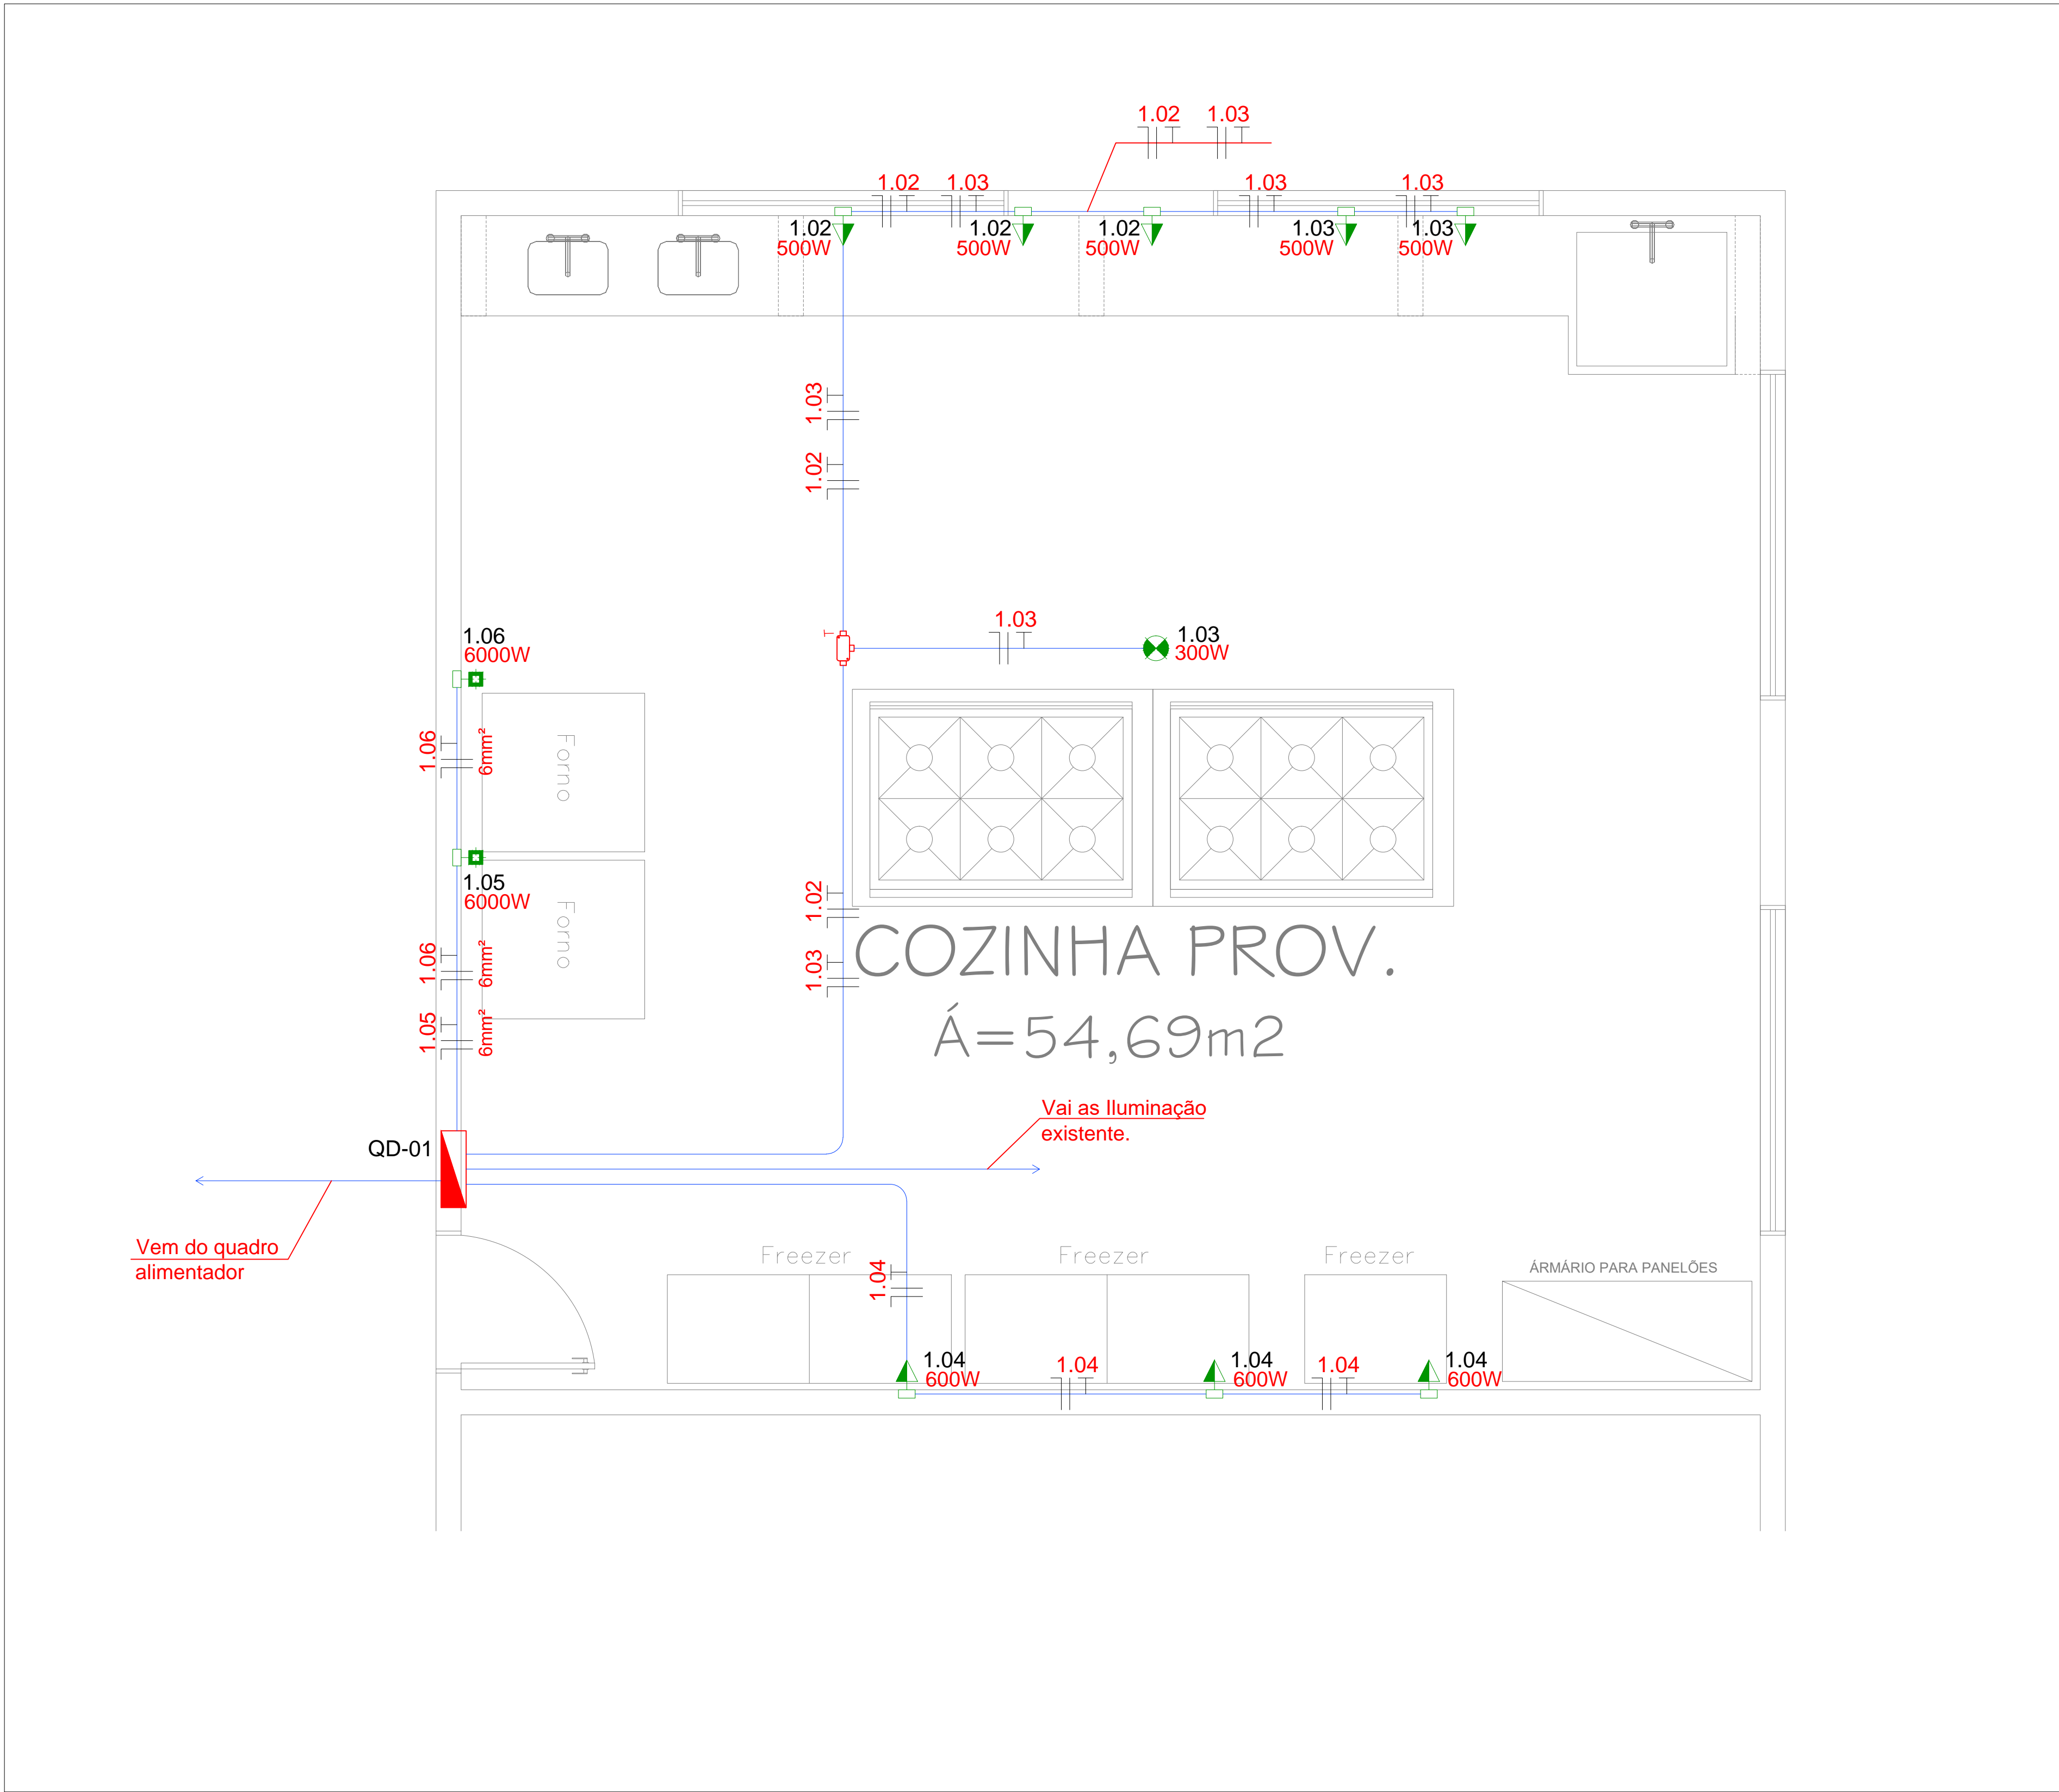 1.02 1.03
1.02 1.03 1.03 1.03
1.02 1.02 1.02 1.03 1.03
500W 500W 500W 500W 500W
1.03
1.02
1.03
1.03
300W
1.06
6000W
1.06
6mm²
Forno
1.05
6000W
Forno
1.06
6mm²
1.05
6mm²
1.02
1.03
COZINHA PROV.
Á=54,69m2
Vai as Iluminação
existente.
QD-01
Vem do quadro
alimentador
Freezer Freezer Freezer
ÁRMÁRIO PARA PANELÕES
1.04
1.04 1.04 1.04 1.04 1.04
600W 600W 600W